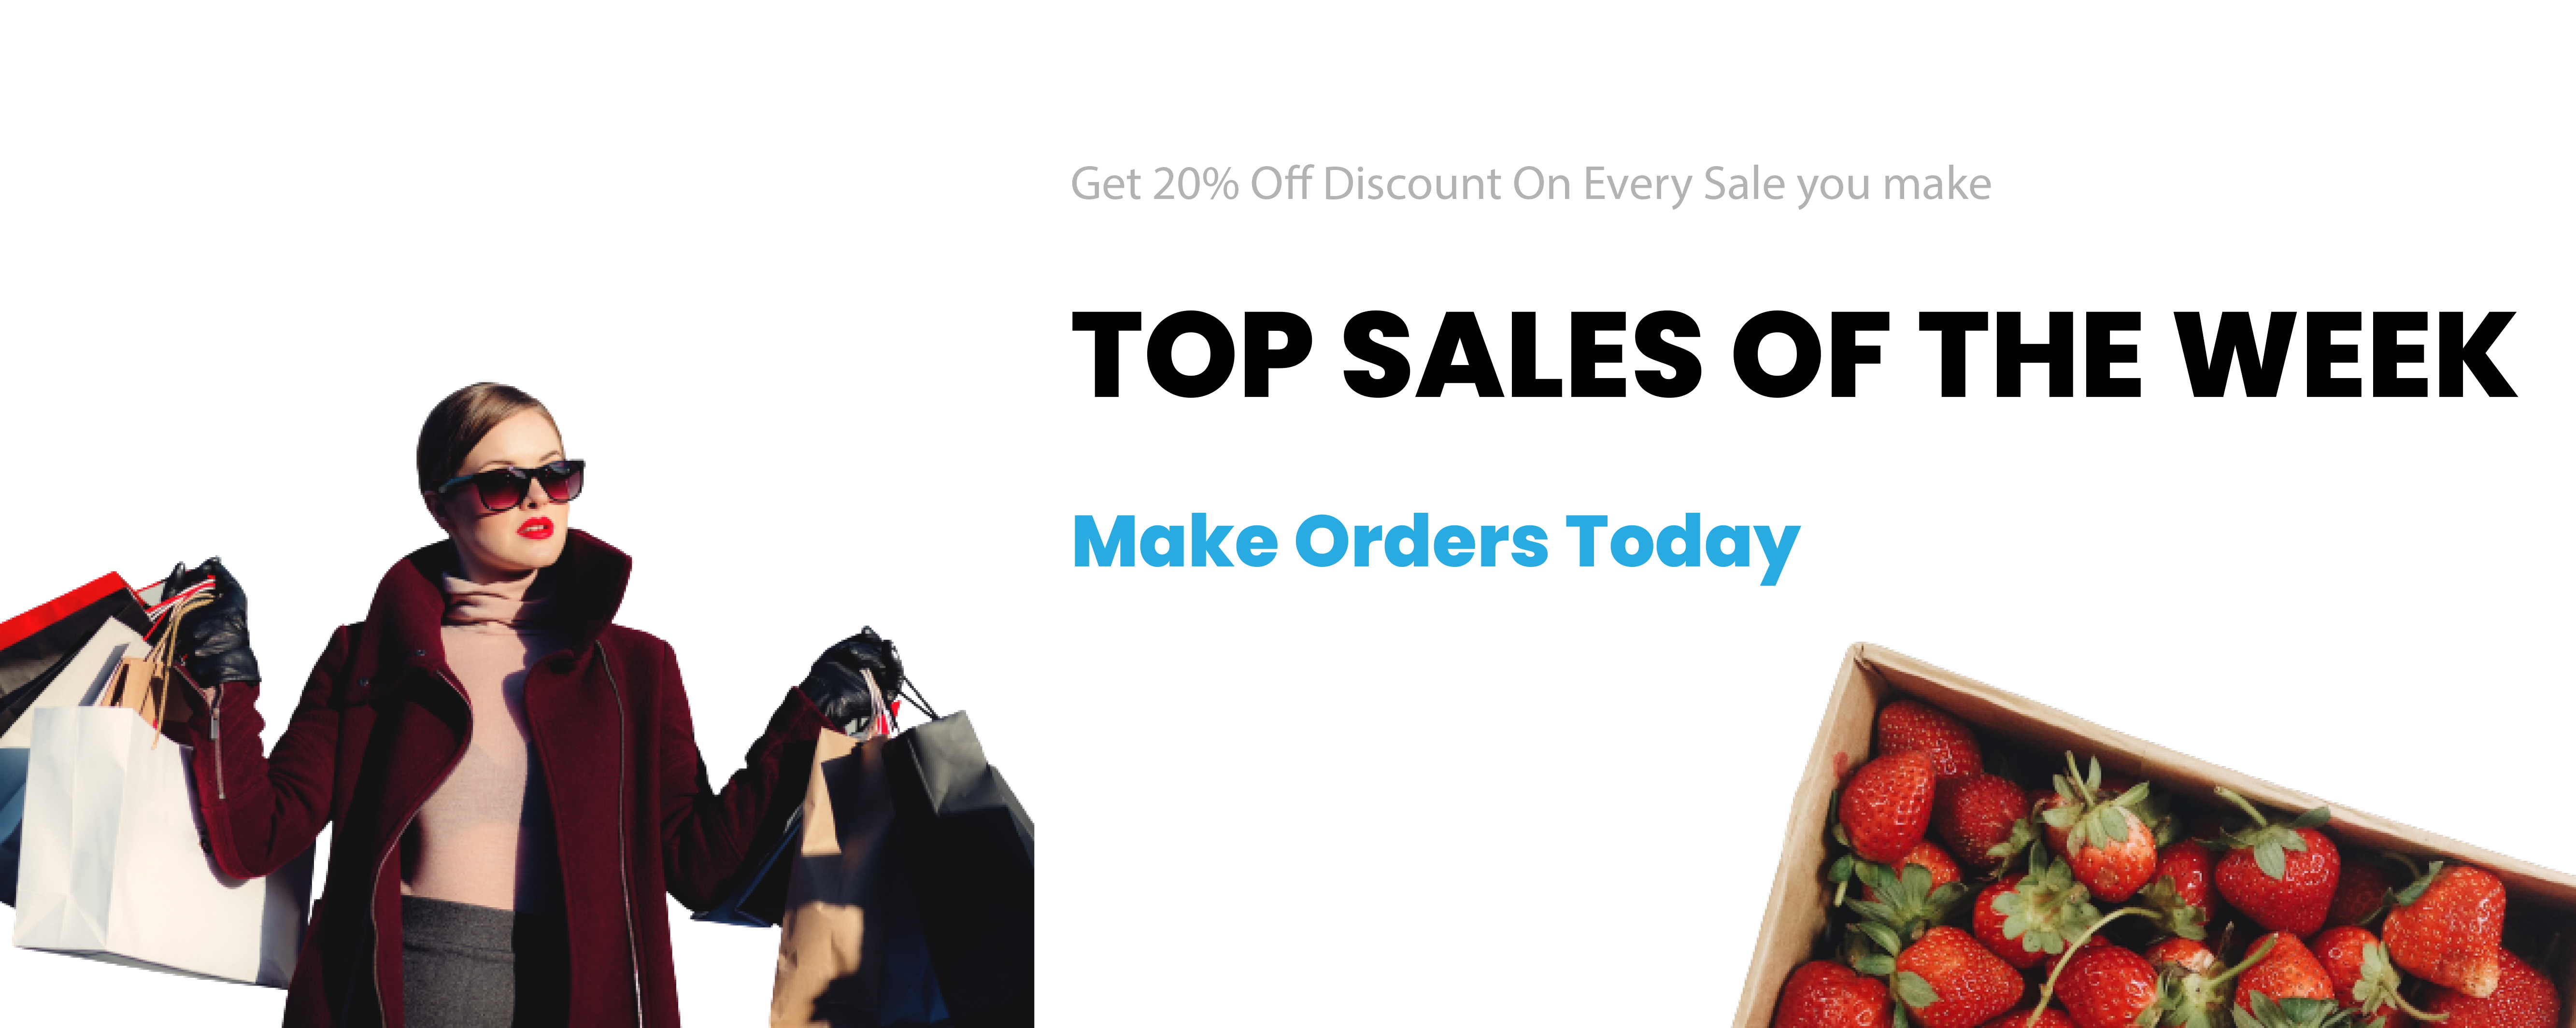 Get 20% Off Discount On Every Sale you make
TOP SALES OF THE WEEK
Make Orders Today